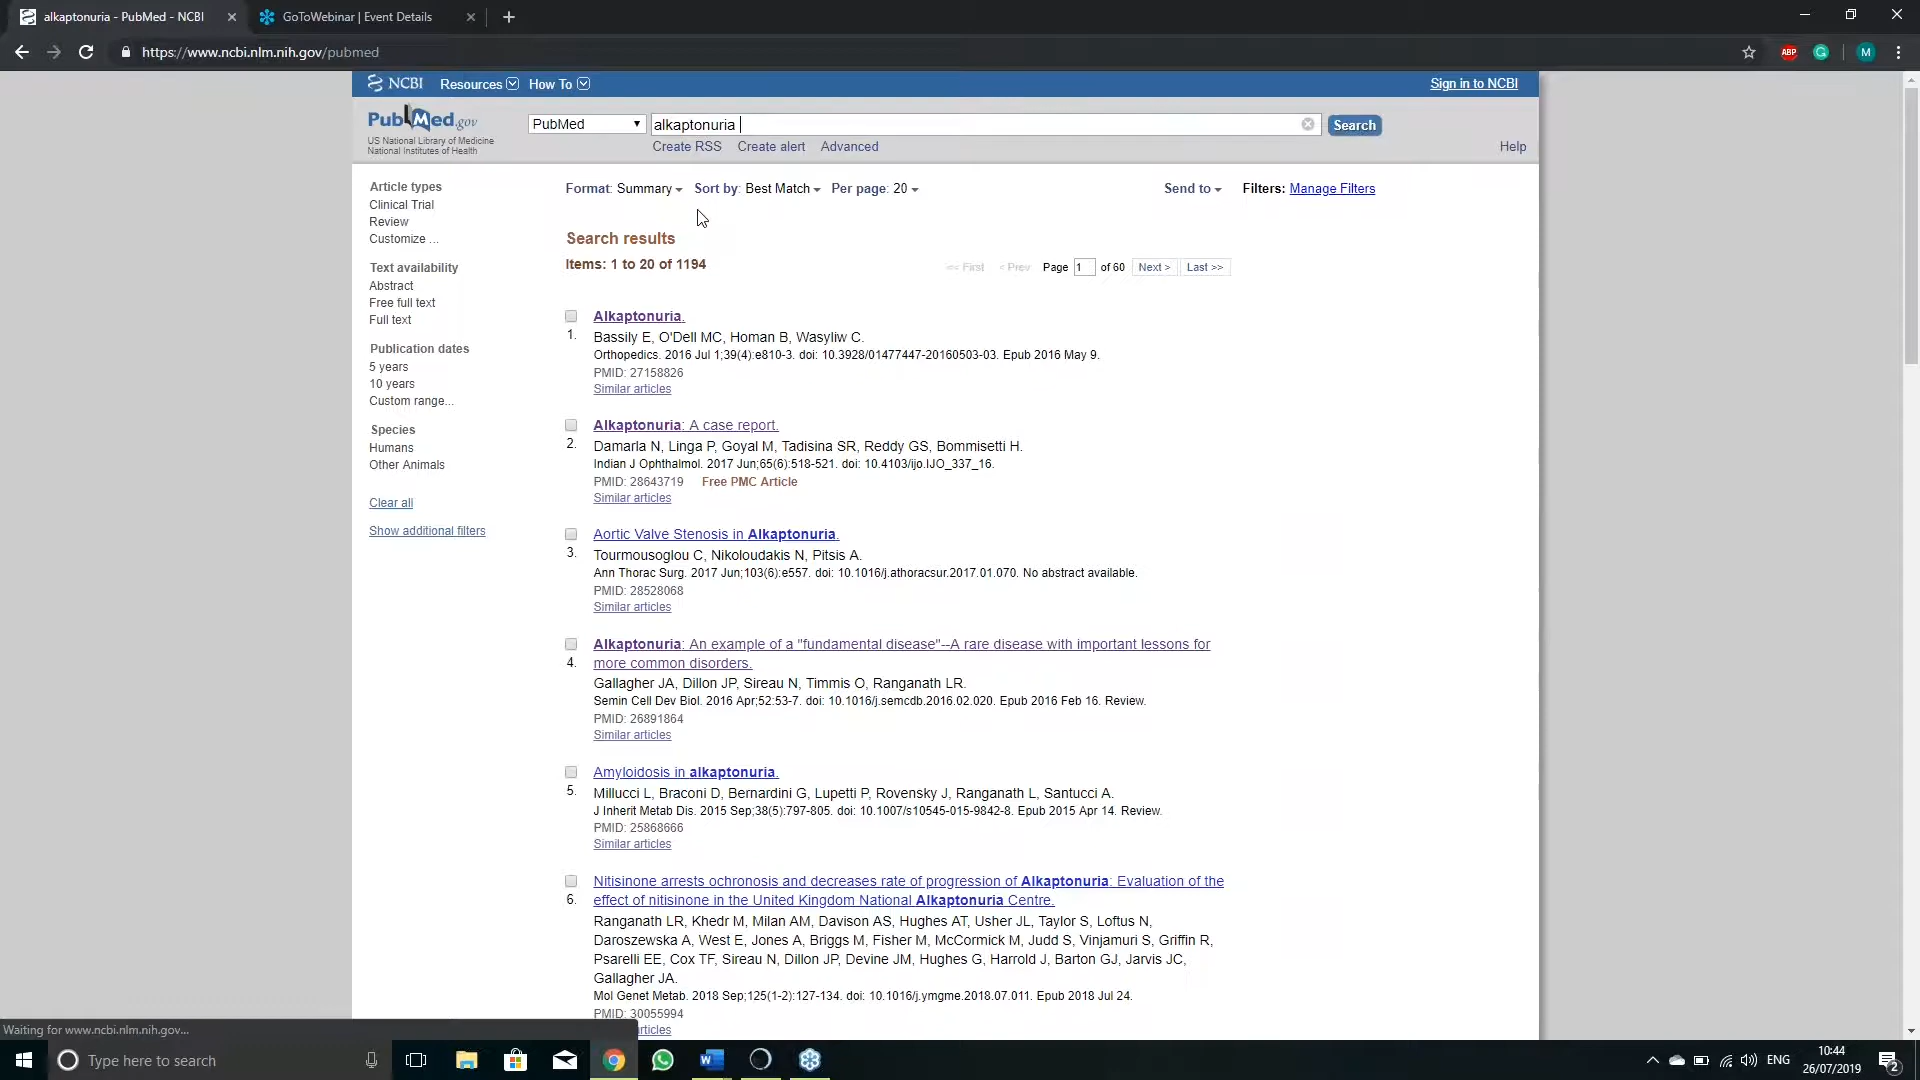 alkaptonuria - PubMed - NCBI
GoToWebinar | Event Details
https://www.ncbi.nlm.nih.gov/pubmed
ABP
M
NCBI Resources How To Sign in to NCBI
PubMed.gov
US National Library of Medicine
National Institutes of Health
PubMed
alkaptonuria
Search
Create RSS Create alert Advanced Help
Article types
Clinical Trial
Review
Customize ...
Text availability
Abstract
Free full text
Full text
Publication dates
5 years
10 years
Custom range...
Species
Humans
Other Animals
Clear all
Show additional filters
Format: Summary Sort by: Best Match Per page: 20 Send to Filters: Manage Filters
Search results
Items: 1 to 20 of 1194
<< First < Prev Page 1 of 60 Next > Last >>
Alkaptonuria.
1. Bassily E, O'Dell MC, Homan B, Wasyliw C.
Orthopedics. 2016 Jul 1;39(4):e810-3. doi: 10.3928/01477447-20160503-03. Epub 2016 May 9.
PMID: 27158826
Similar articles
Alkaptonuria: A case report.
2. Damarla N, Linga P, Goyal M, Tadisina SR, Reddy GS, Bommisetti H.
Indian J Ophthalmol. 2017 Jun;65(6):518-521. doi: 10.4103/ijo.IJO_337_16.
PMID: 28643719 Free PMC Article
Similar articles
Aortic Valve Stenosis in Alkaptonuria.
3. Tourmousoglou C, Nikoloudakis N, Pitsis A.
Ann Thorac Surg. 2017 Jun;103(6):e557. doi: 10.1016/j.athoracsur.2017.01.070. No abstract available.
PMID: 28528068
Similar articles
Alkaptonuria: An example of a "fundamental disease"--A rare disease with important lessons for
more common disorders.
4. Gallagher JA, Dillon JP, Sireau N, Timmis O, Ranganath LR.
Semin Cell Dev Biol. 2016 Apr;52:53-7. doi: 10.1016/j.semcdb.2016.02.020. Epub 2016 Feb 16. Review.
PMID: 26891864
Similar articles
Amyloidosis in alkaptonuria.
5. Millucci L, Braconi D, Bernardini G, Lupetti P, Rovensky J, Ranganath L, Santucci A.
J Inherit Metab Dis. 2015 Sep;38(5):797-805. doi: 10.1007/s10545-015-9842-8. Epub 2015 Apr 14. Review.
PMID: 25868666
Similar articles
Nitisinone arrests ochronosis and decreases rate of progression of Alkaptonuria: Evaluation of the
effect of nitisinone in the United Kingdom National Alkaptonuria Centre.
6. Ranganath LR, Khedr M, Milan AM, Davison AS, Hughes AT, Usher JL, Taylor S, Loftus N,
Daroszewska A, West E, Jones A, Briggs M, Fisher M, McCormick M, Judd S, Vinjamuri S, Griffin R,
Psarelli EE, Cox TF, Sireau N, Dillon JP, Devine JM, Hughes G, Harrold J, Barton GJ, Jarvis JC,
Gallagher JA.
Mol Genet Metab. 2018 Sep;125(1-2):127-134. doi: 10.1016/j.ymgme.2018.07.011. Epub 2018 Jul 24.
PMID: 30055994
rticles
Waiting for www.ncbi.nlm.nih.gov...
Type here to search
ENG
10:44
26/07/2019
2